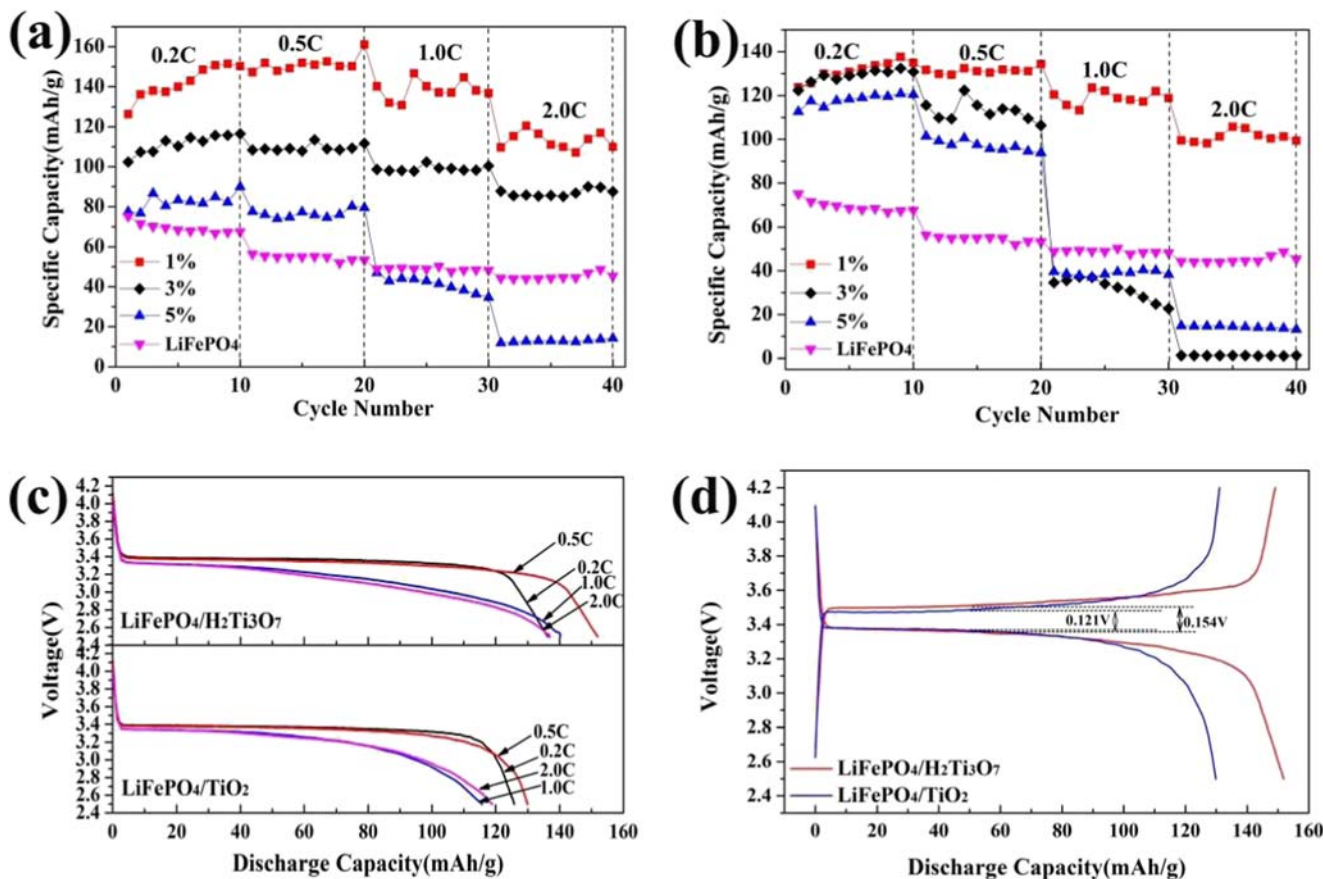 (a)
160
140
120
100
80
60
40
20
0
0.2C
0.5C
1.0C
2.0C
1%
3%
5%
LiFePO4
0
10
20
30
40
Cycle Number
Specific Capacity(mAh/g)
(b)
140
120
100
80
60
40
20
0
0.2C
0.5C
1.0C
2.0C
1%
3%
5%
LiFePO4
0
10
20
30
40
Cycle Number
Specific Capacity(mAh/g)
(c)
4.2
4.0
3.8
3.6
3.4
3.2
3.0
2.8
2.6
2.4
0.5C
0.2C
1.0C
2.0C
LiFePO4/H2Ti3O7
4.2
4.0
3.8
3.6
3.4
3.2
3.0
2.8
2.6
2.4
0.5C
0.2C
2.0C
1.0C
LiFePO4/TiO2
0
20
40
60
80
100
120
140
160
Discharge Capacity(mAh/g)
Voltage(V)
(d)
4.2
3.9
3.6
3.3
3.0
2.7
2.4
0.121V
0.154V
LiFePO4/H2Ti3O7
LiFePO4/TiO2
0
20
40
60
80
100
120
140
160
Discharge Capacity(mAh/g)
Voltage(V)